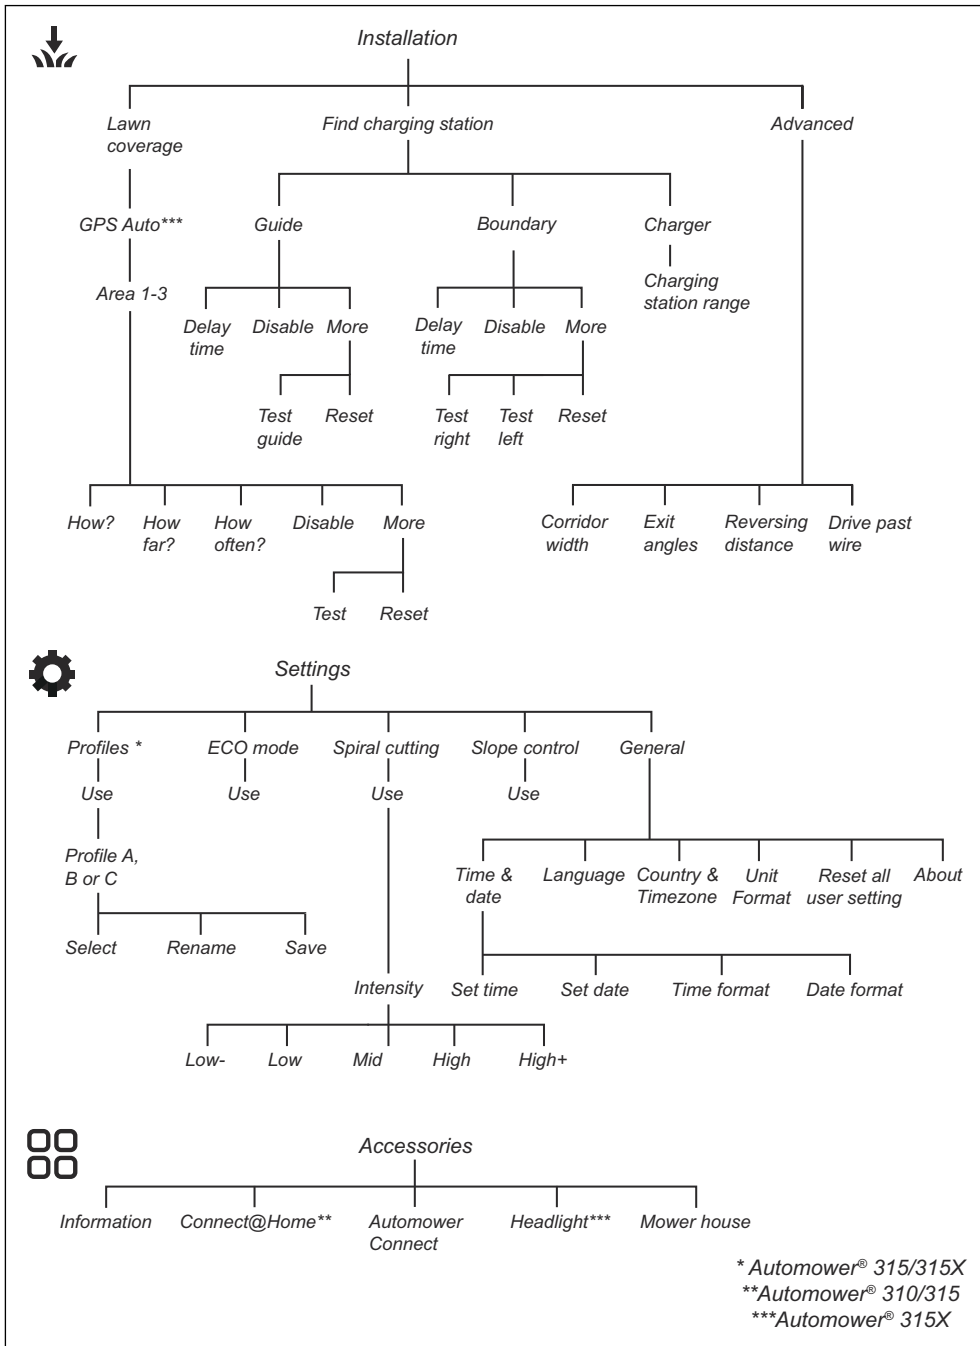 Installation
Lawn
coverage
Find charging station
Advanced
GPS Auto***
Guide
Boundary
Charger
Area 1-3
Charging
station range
Delay
time
Disable
More
Delay
time
Disable
More
Test
guide
Reset
Test
right
Test
left
Reset
How?
How
far?
How
often?
Disable
More
Corridor
width
Exit
angles
Reversing
distance
Drive past
wire
Test
Reset
Settings
Profiles *
ECO mode
Spiral cutting
Slope control
General
Use
Use
Use
Use
Profile A,
B or C
Time &
date
Language
Country &
Timezone
Unit
Format
Reset all
user setting
About
Select
Rename
Save
Intensity
Set time
Set date
Time format
Date format
Low-
Low
Mid
High
High+
Accessories
Information
Connect@Home**
Automower
Connect
Headlight***
Mower house
* Automower® 315/315X
**Automower® 310/315
***Automower® 315X